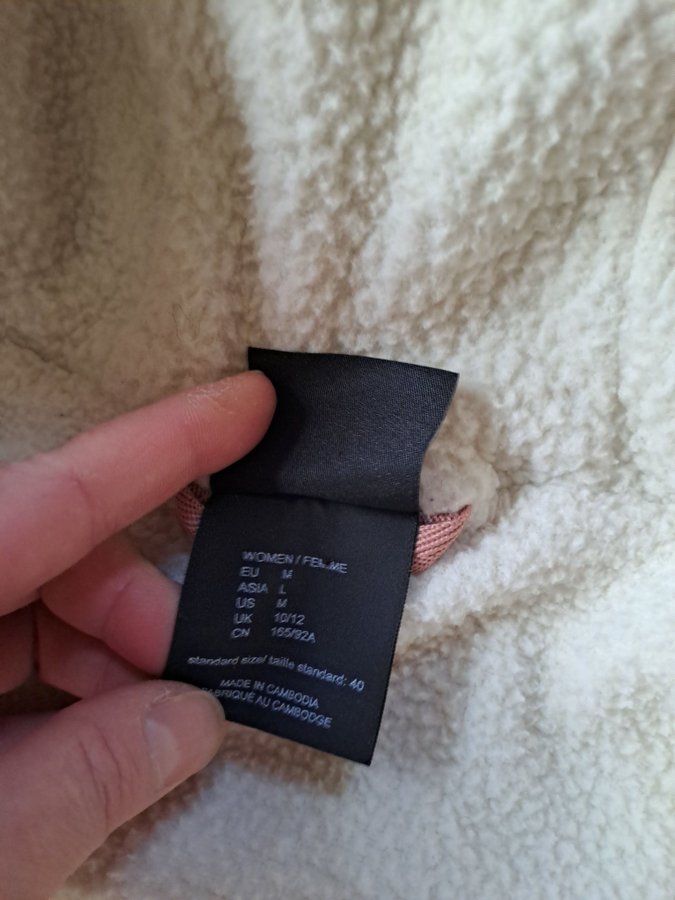 WOMEN / FEMME
EU M
ASIA L
US M
UK 10/12
CN 165/92A
standard size/ taille standard: 40
MADE IN CAMBODIA
FABRIQUÉ AU CAMBODGE